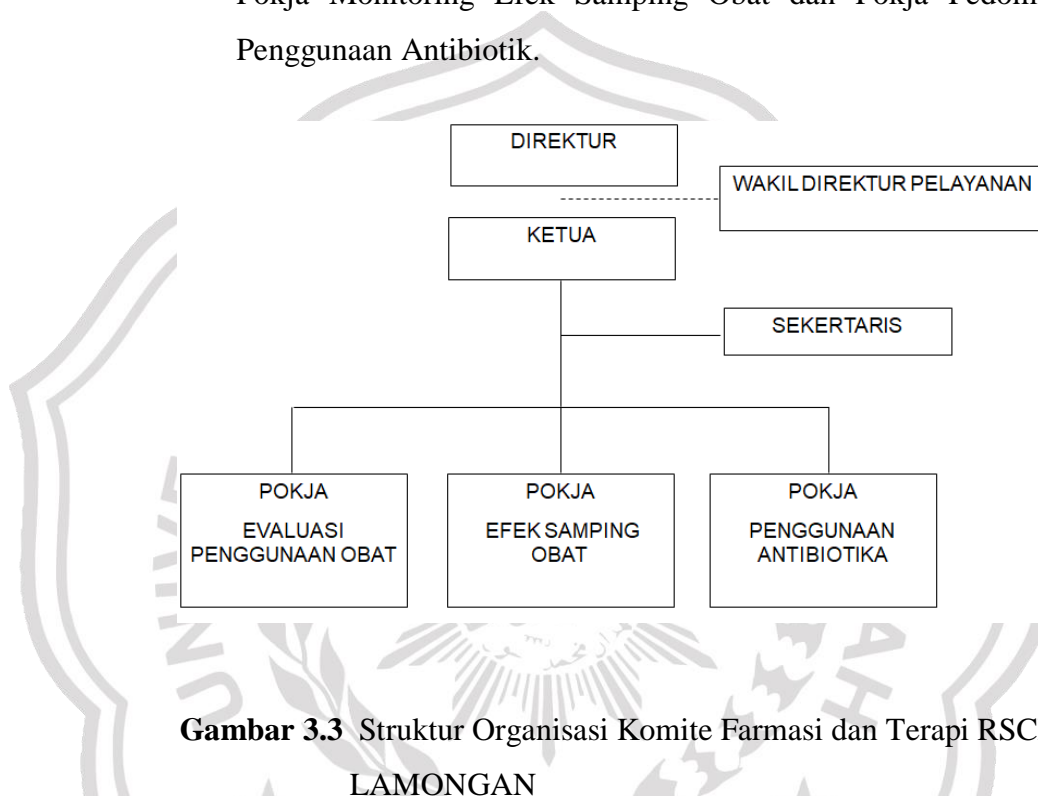 Pokja Monitoring Efek Samping Obat dan Pokja
Penggunaan Antibiotik.
DIREKTUR
WAKIL DIREKTUR PELAYANAN
KETUA
SEKERTARIS
POKJA
EVALUASI
PENGGUNAAN OBAT
POKJA
EFEK SAMPING
OBAT
POKJA
PENGGUNAAN
ANTIBIOTIKA
Gambar 3.3 Struktur Organisasi Komite Farmasi dan Terapi RSC
LAMONGAN